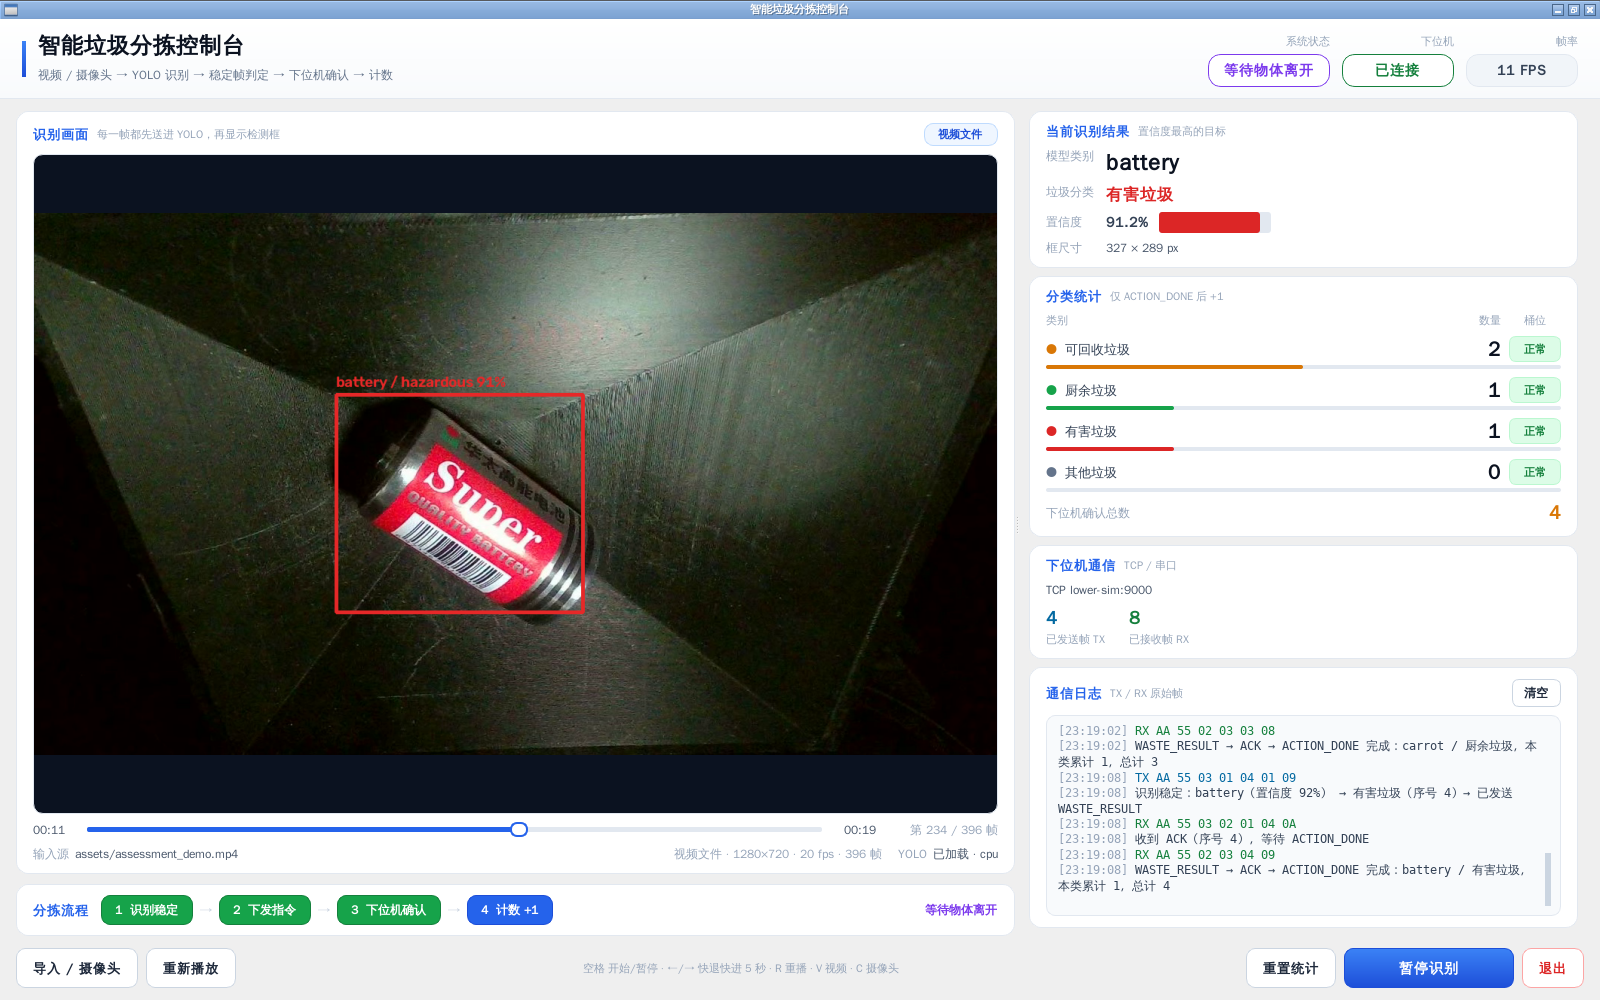 智能垃圾分拣控制台
智能垃圾分拣控制台
视频 / 摄像头 → YOLO 识别 → 稳定帧判定 → 下位机确认 → 计数
系统状态
等待物体离开
下位机
已连接
帧率
11 FPS
识别画面 每一帧都先送进 YOLO，再显示检测框
视频文件
battery / hazardous 91%
华太高能电池
Super
QUALITY BATTERY
00:11
00:19
第 234 / 396 帧
输入源 assets/assessment_demo.mp4
视频文件 · 1280×720 · 20 fps · 396 帧
YOLO 已加载 · cpu
分拣流程
1 识别稳定 → 2 下发指令 → 3 下位机确认 → 4 计数 +1
等待物体离开
当前识别结果 置信度最高的目标
模型类别 battery
垃圾分类 有害垃圾
置信度 91.2%
框尺寸 327 × 289 px
分类统计 仅 ACTION_DONE 后 +1
类别 数量 桶位
可回收垃圾 2 正常
厨余垃圾 1 正常
有害垃圾 1 正常
其他垃圾 0 正常
下位机确认总数 4
下位机通信 TCP / 串口
TCP lower-sim:9000
4 8
已发送帧 TX 已接收帧 RX
通信日志 TX / RX 原始帧
清空
[23:19:02] RX AA 55 02 03 03 08
[23:19:02] WASTE_RESULT → ACK → ACTION_DONE 完成：carrot / 厨余垃圾，本
类累计 1，总计 3
[23:19:08] TX AA 55 03 01 04 01 09
[23:19:08] 识别稳定：battery（置信度 92%） → 有害垃圾（序号 4）→ 已发送
WASTE_RESULT
[23:19:08] RX AA 55 03 02 01 04 0A
[23:19:08] 收到 ACK（序号 4），等待 ACTION_DONE
[23:19:08] RX AA 55 02 03 04 09
[23:19:08] WASTE_RESULT → ACK → ACTION_DONE 完成：battery / 有害垃圾，
本类累计 1，总计 4
导入 / 摄像头
重新播放
空格 开始/暂停 · ←/→ 快退快进 5 秒 · R 重播 · V 视频 · C 摄像头
重置统计
暂停识别
退出